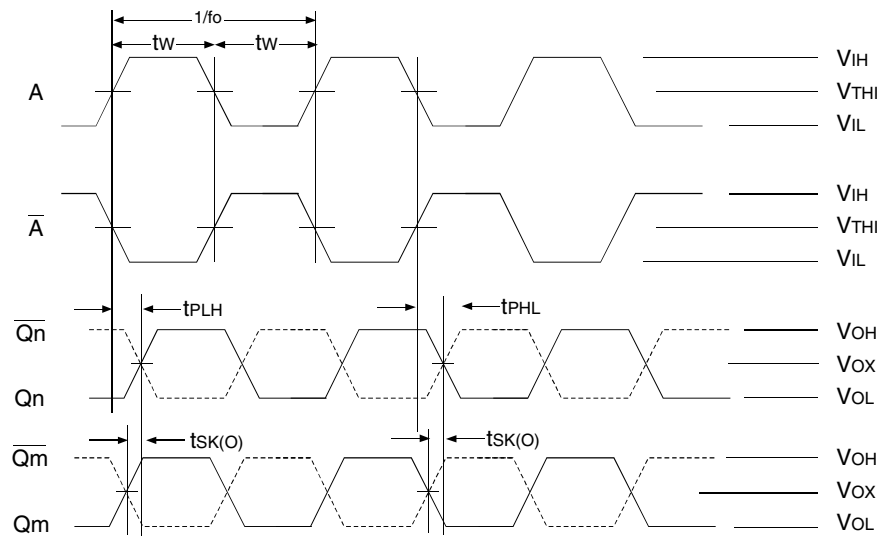 1/fo
tW tW
VIH
A VTHI
VIL
VIH
A VTHI
VIL
tPLH tPHL
Qn VOH
VOX
Qn VOL
tSK(O) tSK(O)
Qm VOH
VOX
Qm VOL